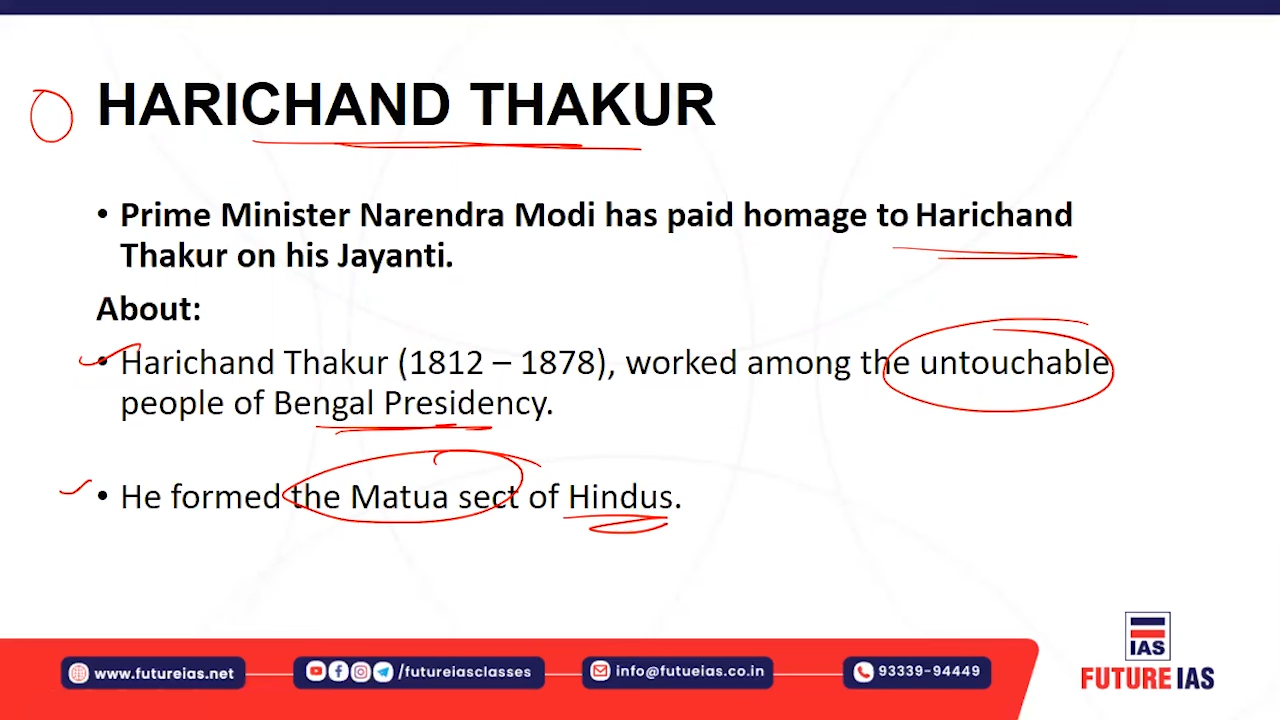 HARICHAND THAKUR
• Prime Minister Narendra Modi has paid homage to Harichand
Thakur on his Jayanti.
About:
• Harichand Thakur (1812 – 1878), worked among the untouchable
people of Bengal Presidency.
• He formed the Matua sect of Hindus.
IAS
FUTURE IAS
www.futureias.net
/futureiasclasses
info@futueias.co.in
93339-94449